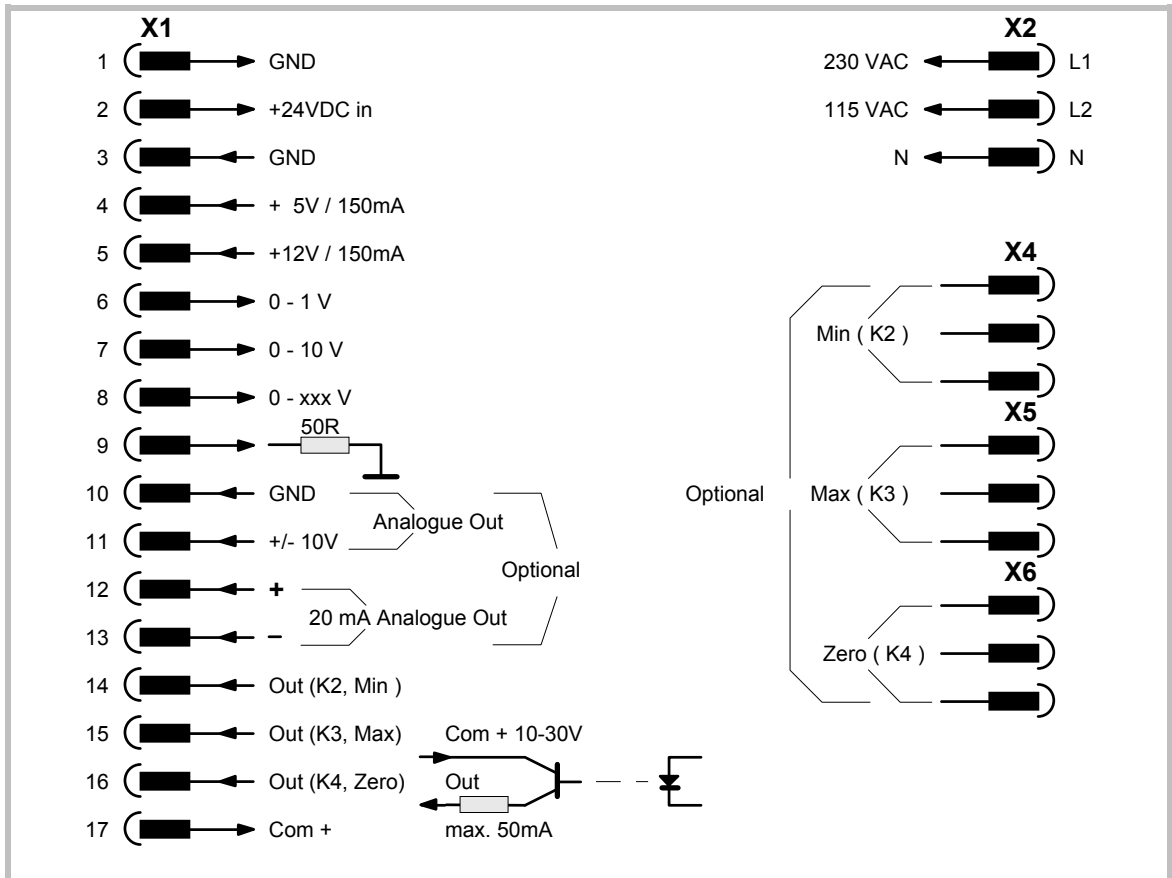 X1
1 GND
2 +24VDC in
3 GND
4 + 5V / 150mA
5 +12V / 150mA
6 0 - 1 V
7 0 - 10 V
8 0 - xxx V
50R
9
10 GND
Analogue Out
11 +/- 10V
Optional
12 +
20 mA Analogue Out
13 –
14 Out (K2, Min )
15 Out (K3, Max)
Com + 10-30V
16 Out (K4, Zero)
Out
17 Com +
max. 50mA
X2
230 VAC L1
115 VAC L2
N N
X4
Min ( K2 )
X5
Optional
Max ( K3 )
X6
Zero ( K4 )